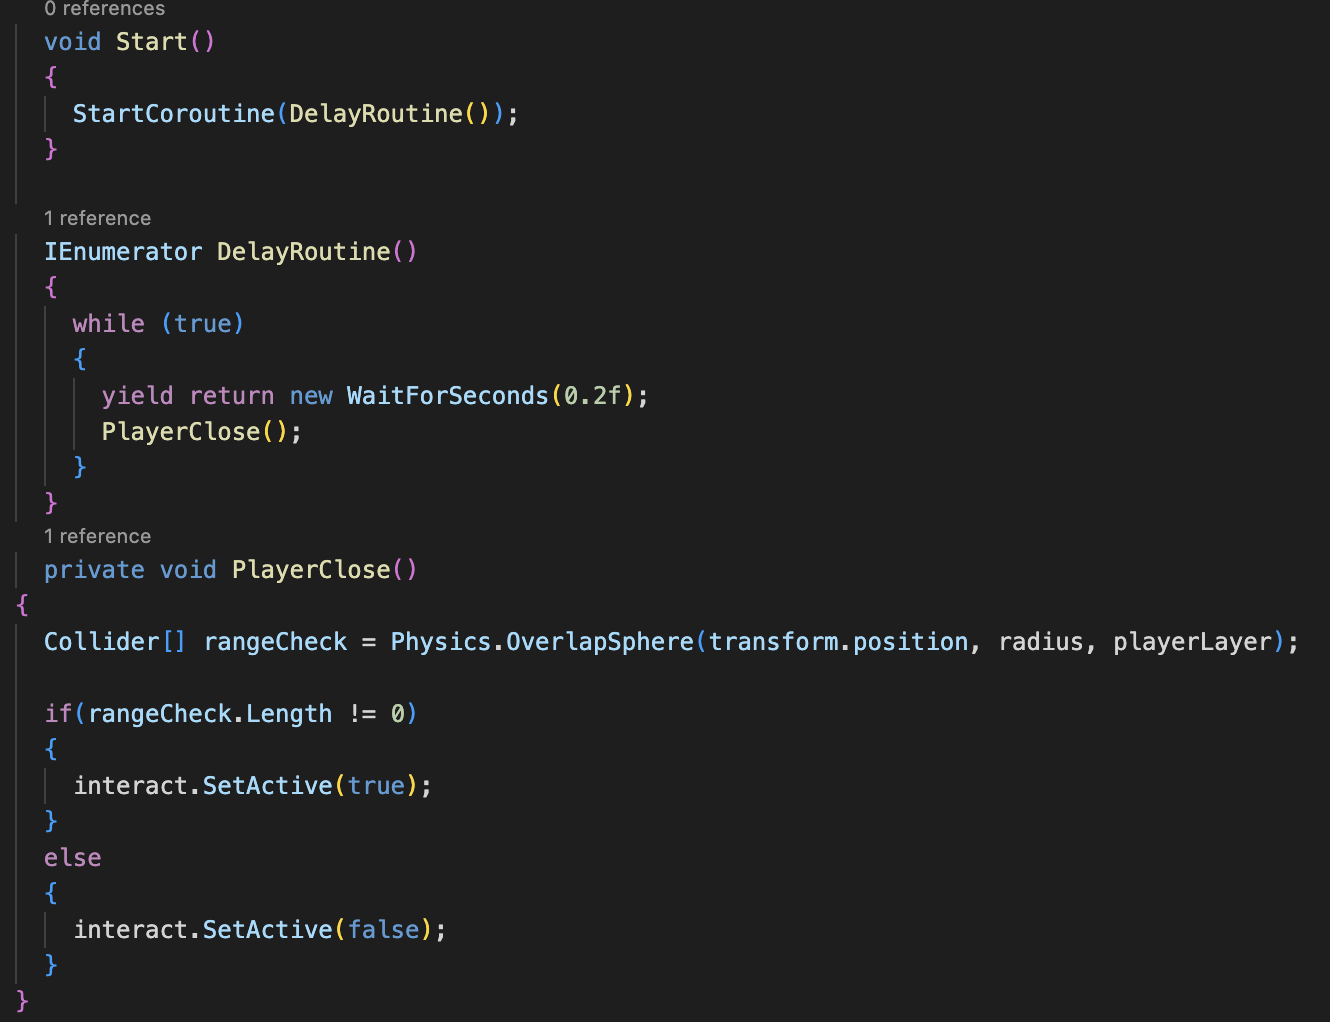 0 references
void Start()
{
StartCoroutine(DelayRoutine());
}
1 reference
IEnumerator DelayRoutine()
{
while (true)
{
yield return new WaitForSeconds(0.2f);
PlayerClose();
}
}
1 reference
private void PlayerClose()
{
Collider[] rangeCheck = Physics.OverlapSphere(transform.position, radius, playerLayer);
if(rangeCheck.Length != 0)
{
interact.SetActive(true);
}
else
{
interact.SetActive(false);
}
}